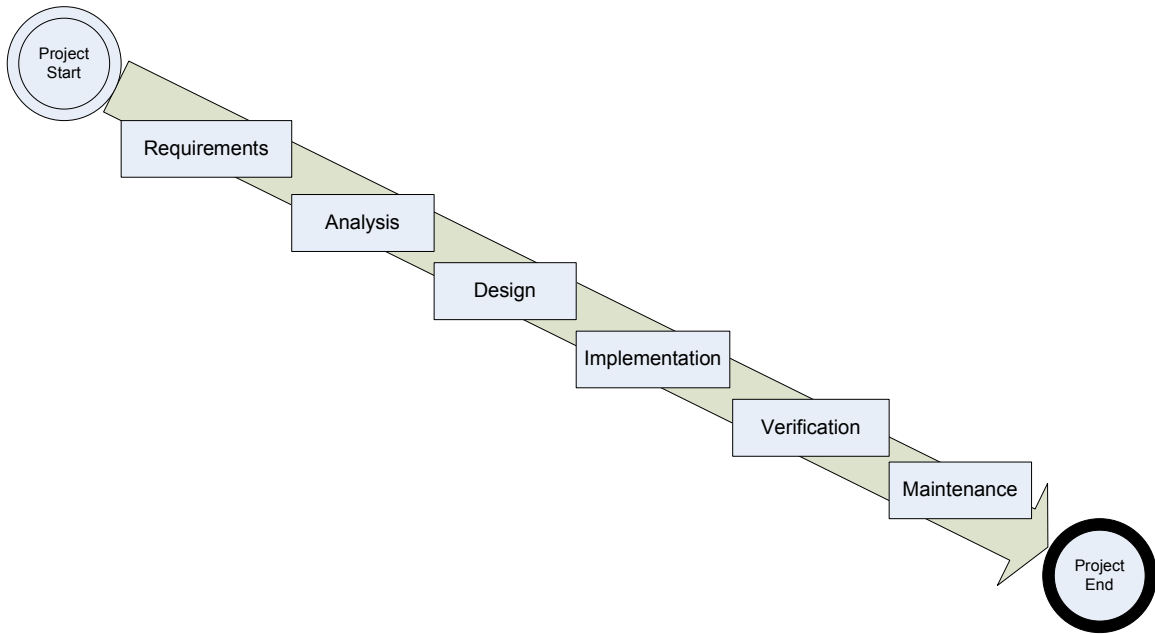 Project
Start
Requirements
Analysis
Design
Implementation
Verification
Maintenance
Project
End